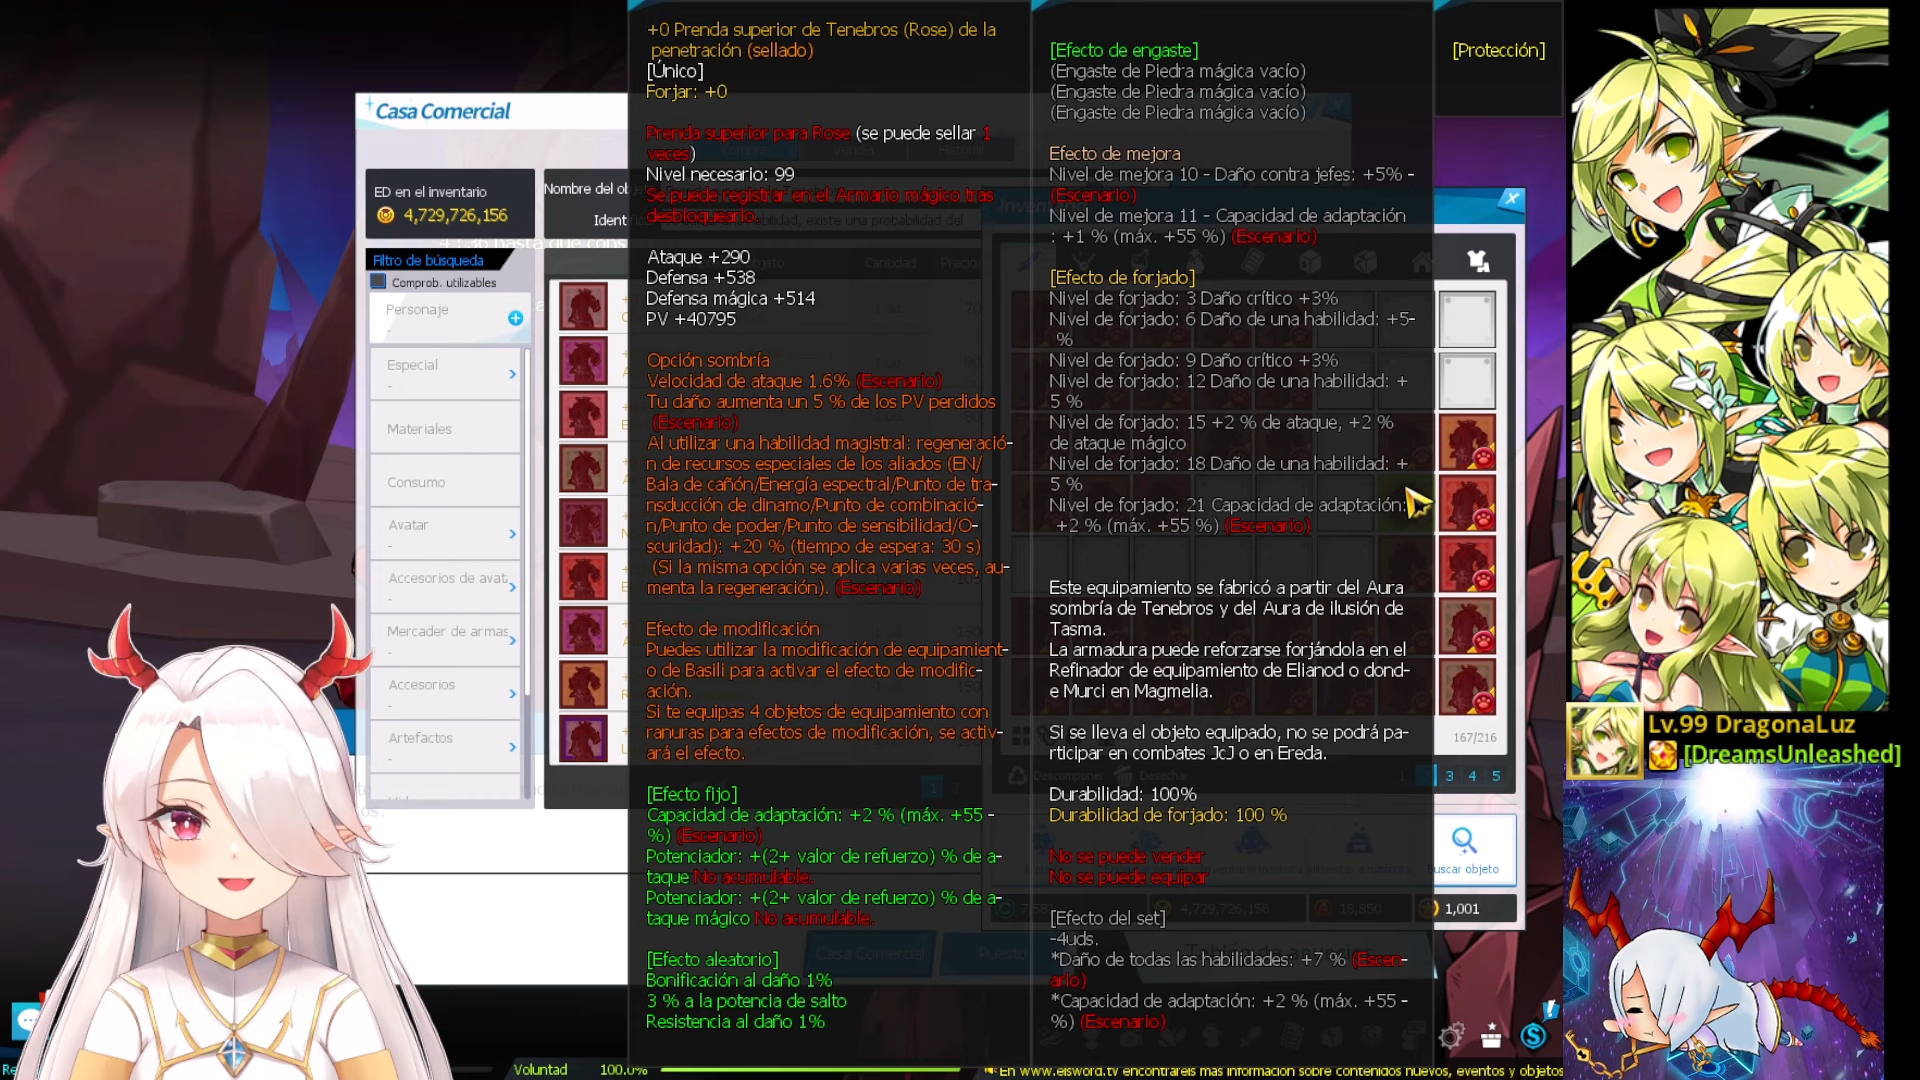 +0 Prenda superior de Tenebros (Rose) de la
penetración (sellado)
[Único]
Forjar: +0
Prenda superior para Rose (se puede sellar 1
veces)
Nivel necesario: 99
Se puede registrar en el Armario mágico tras
desbloquearlo.
Ataque +290
Defensa +538
Defensa mágica +514
PV +40795
Opción sombría
Velocidad de ataque 1.6% (Escenario)
Tu daño aumenta un 5 % de los PV perdidos
(Escenario)
Al utilizar una habilidad magistral: regeneració-
n de recursos especiales de los aliados (EN/
Bala de cañón/Energía espectral/Punto de tra-
nsducción de dinamo/Punto de combinació-
n/Punto de poder/Punto de sensibilidad/O-
scuridad): +20 % (tiempo de espera: 30 s)
(Si la misma opción se aplica varias veces, au-
menta la regeneración). (Escenario)
Efecto de modificación
Puedes utilizar la modificación de equipamient-
o de Basili para activar el efecto de modific-
ación.
Si te equipas 4 objetos de equipamiento con
ranuras para efectos de modificación, se activ-
ará el efecto.
[Efecto fijo]
Capacidad de adaptación: +2 % (máx. +55 -
%) (Escenario)
Potenciador: +(2+ valor de refuerzo) % de a-
taque No acumulable.
Potenciador: +(2+ valor de refuerzo) % de a-
taque mágico No acumulable.
[Efecto aleatorio]
Bonificación al daño 1%
3 % a la potencia de salto
Resistencia al daño 1%
[Efecto de engaste]
(Engaste de Piedra mágica vacío)
(Engaste de Piedra mágica vacío)
(Engaste de Piedra mágica vacío)
Efecto de mejora
Nivel de mejora 10 - Daño contra jefes: +5% -
(Escenario)
Nivel de mejora 11 - Capacidad de adaptación
: +1 % (máx. +55 %) (Escenario)
[Efecto de forjado]
Nivel de forjado: 3 Daño crítico +3%
Nivel de forjado: 6 Daño de una habilidad: +5-
%
Nivel de forjado: 9 Daño crítico +3%
Nivel de forjado: 12 Daño de una habilidad: +
5 %
Nivel de forjado: 15 +2 % de ataque, +2 %
de ataque mágico
Nivel de forjado: 18 Daño de una habilidad: +
5 %
Nivel de forjado: 21 Capacidad de adaptación:
+2 % (máx. +55 %) (Escenario)
Este equipamiento se fabricó a partir del Aura
sombría de Tenebros y del Aura de ilusión de
Tasma.
La armadura puede reforzarse forjándola en el
Refinador de equipamiento de Elianod o dond-
e Murci en Magmelia.
Si se lleva el objeto equipado, no se podrá pa-
rticipar en combates JcJ o en Ereda.
Durabilidad: 100%
Durabilidad de forjado: 100 %
No se puede vender
No se puede equipar
[Efecto del set]
-4uds.
*Daño de todas las habilidades: +7 % (Escen-
ario)
*Capacidad de adaptación: +2 % (máx. +55 -
%) (Escenario)
[Protección]
Casa Comercial
ED en el inventario
4,729,726,156
Nombre del obj
Identif
Filtro de búsqueda
Comprob. utilizables
Personaje
-
Especial
-
Materiales
Consumo
Avatar
-
Accesorios de avat
-
Mercader de armas
-
Accesorios
-
Artefactos
-
167/216
3 4 5
Descomponer
Desechar
Buscar objeto
4,729,726,156
18,850
1,001
Casa Comercial
Puesto
Tablón de anuncios
Voluntad
100.0%
En www.elsword.tv encontraréis más información sobre contenidos nuevos, eventos y objetos
Lv.99 DragonaLuz
[DreamsUnleashed]